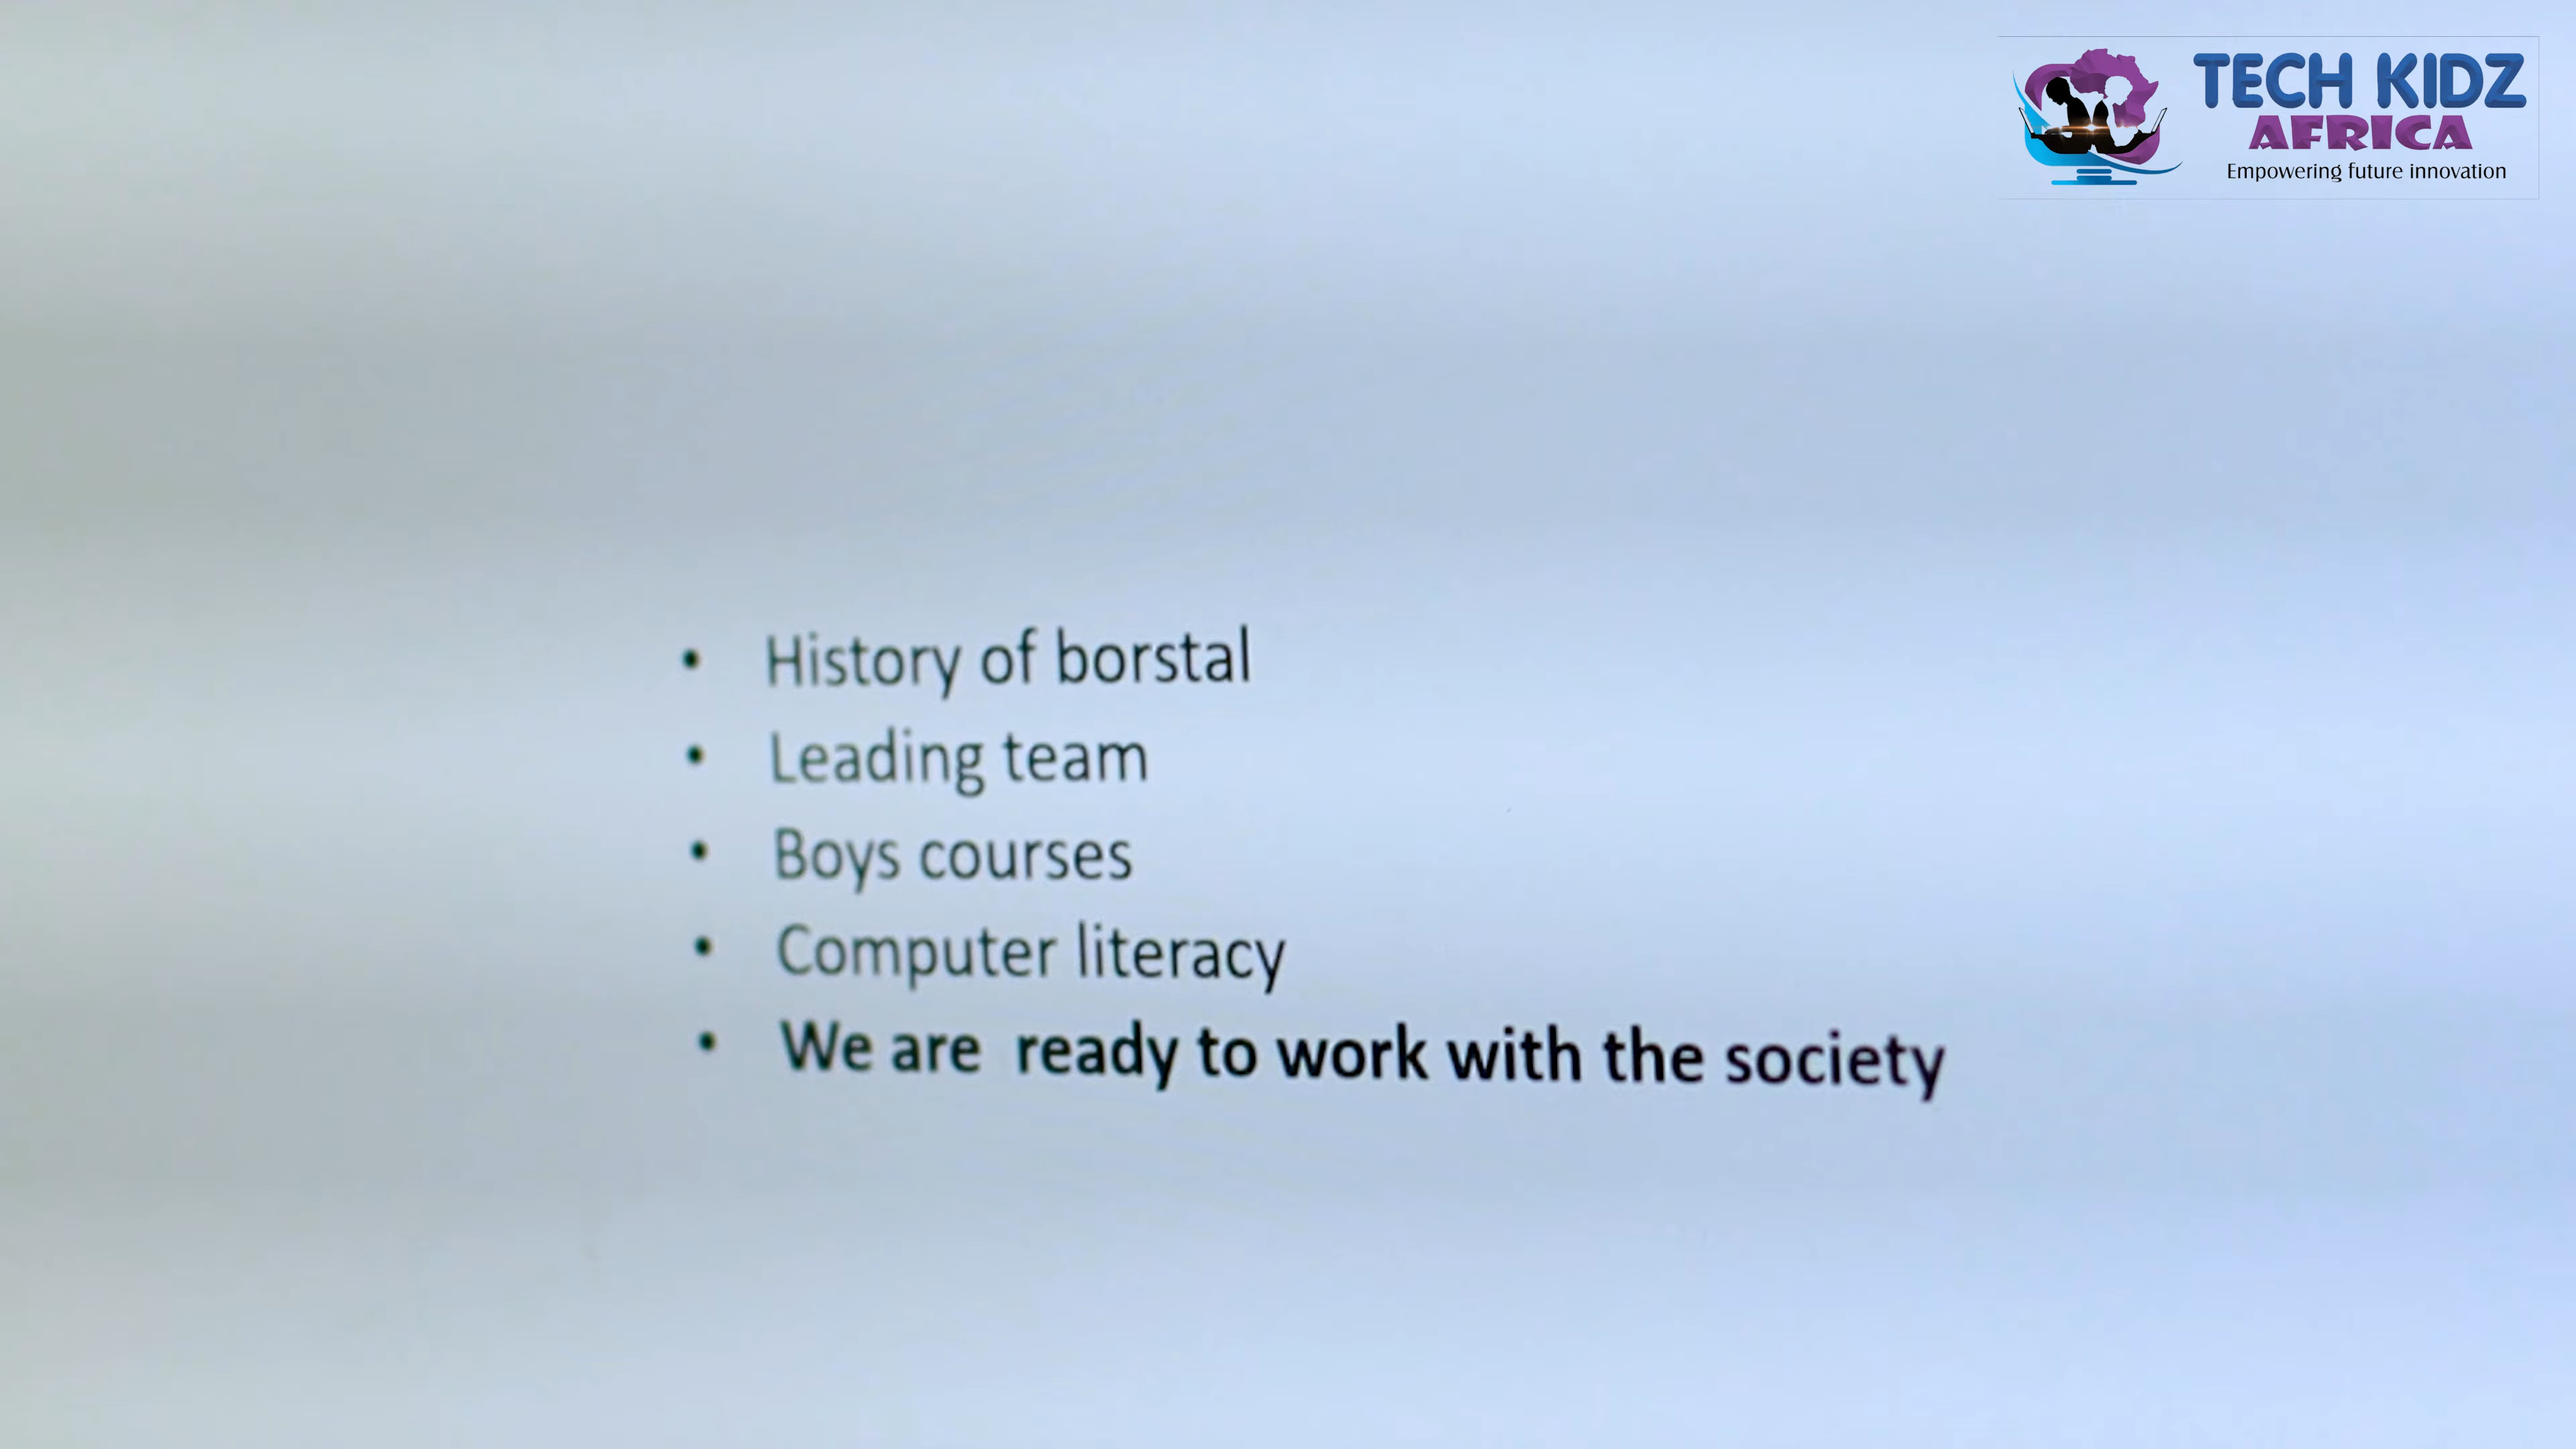 TECH KIDZ
AFRICA
Empowering future innovation
• History of borstal
• Leading team
• Boys courses
• Computer literacy
• We are ready to work with the society